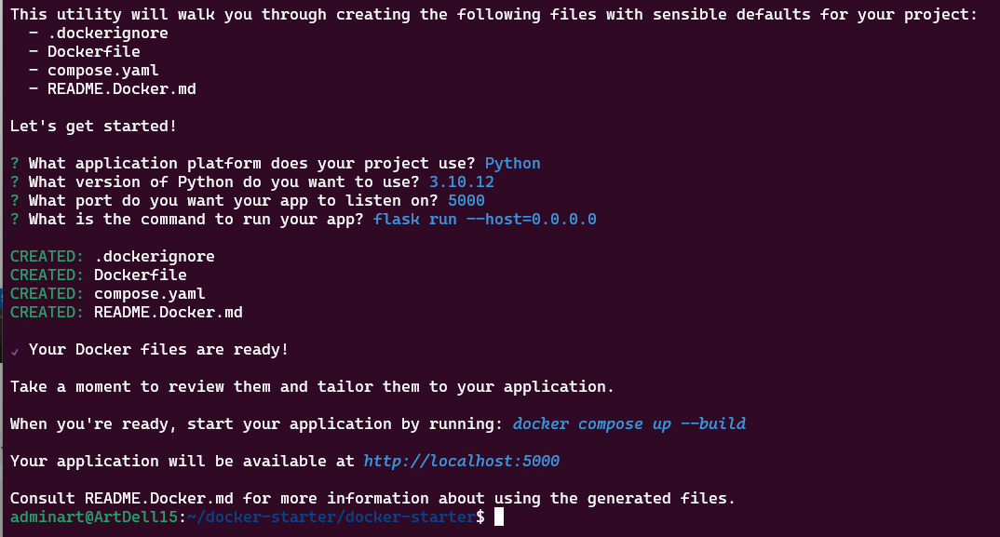 This utility will walk you through creating the following files with sensible defaults for your project:
  - .dockerignore
  - Dockerfile
  - compose.yaml
  - README.Docker.md

Let's get started!

? What application platform does your project use? Python
? What version of Python do you want to use? 3.10.12
? What port do you want your app to listen on? 5000
? What is the command to run your app? flask run --host=0.0.0.0

CREATED: .dockerignore
CREATED: Dockerfile
CREATED: compose.yaml
CREATED: README.Docker.md

✓ Your Docker files are ready!

Take a moment to review them and tailor them to your application.

When you're ready, start your application by running: docker compose up --build

Your application will be available at http://localhost:5000

Consult README.Docker.md for more information about using the generated files.
adminart@ArtDell15:~/docker-starter/docker-starter$